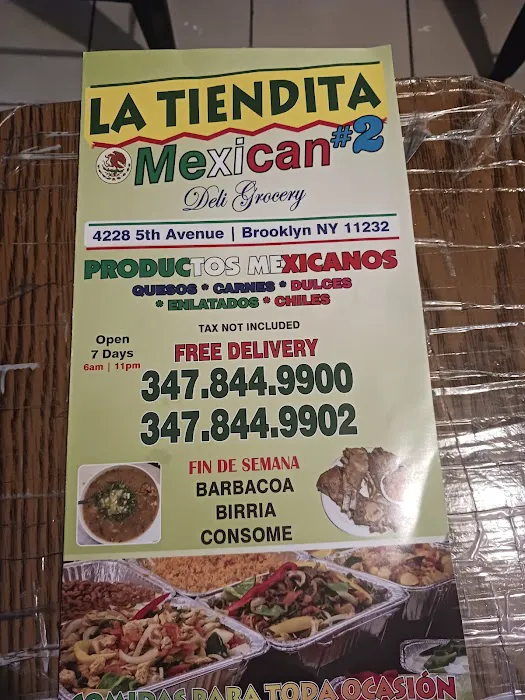 LA TIENDITA
Mexican #2
Deli Grocery
4228 5th Avenue | Brooklyn NY 11232
PRODUCTOS MEXICANOS
QUESOS * CARNES * DULCES
* ENLATADOS * CHILES
TAX NOT INCLUDED
Open
7 Days
6am | 11pm
FREE DELIVERY
347.844.9900
347.844.9902
FIN DE SEMANA
BARBACOA
BIRRIA
CONSOME
COMIDAS PARA TODA OCASIÓN